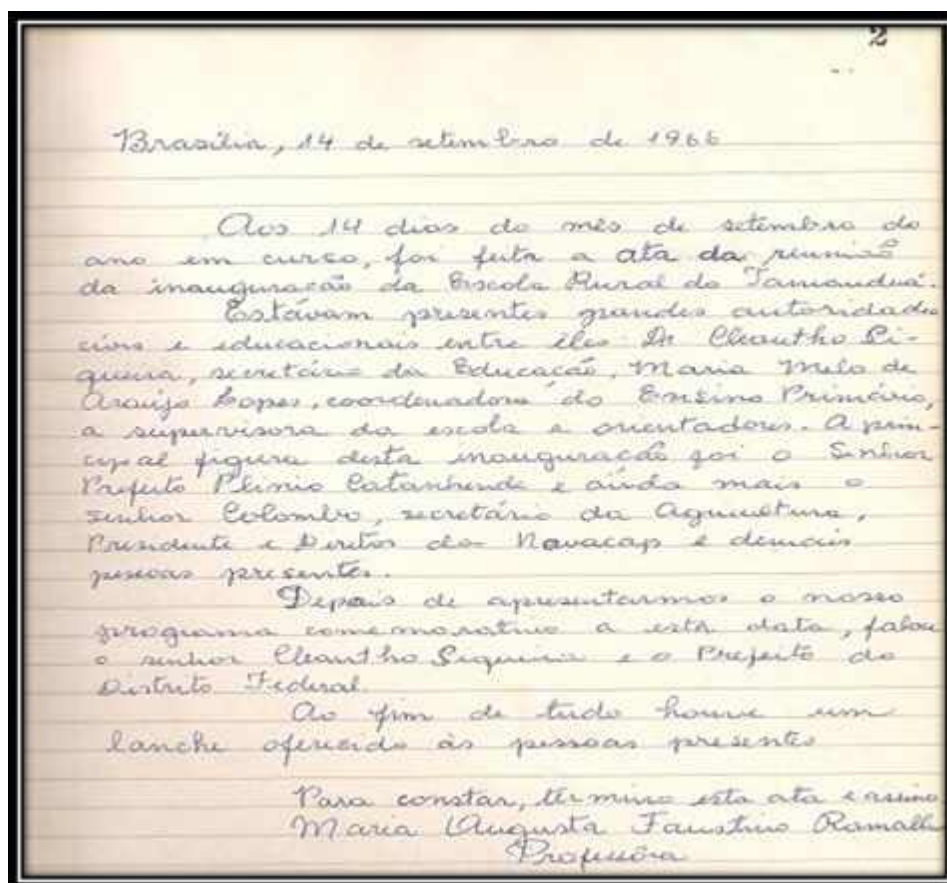 2
Brasília, 14 de setembro de 1966
Aos 14 dias do mês de setembro do
ano em curso, foi feita a ata da reunião
da inauguração da Escola Rural do Tamanduá.
Estávam presentes grandes autoridades
civis e educacionais entre êles Dr Cleantho Si-
queira, secretário da Educação, Maria Melo de
Araújo Lopes, coordenadora do Ensino Primário,
a supervisora da escola e orientadores. A prin-
cipal figura desta inauguração foi o Senhor
Prefeito Plinio Catanhende e ainda mais o
senhor Colombo, secretário da Agricultura,
Presidente e Diretor da Novacap e demais
pessoas presentes.
Depois de apresentarmos o nosso
programa comemorativo a esta data, falou
o senhor Cleantho Siqueira e o Prefeito do
Distrito Federal.
Ao fim de tudo houve um
lanche oferecido às pessoas presentes
Para constar, termino esta ata e assino
Maria Augusta Faustino Ramalho
Professôra